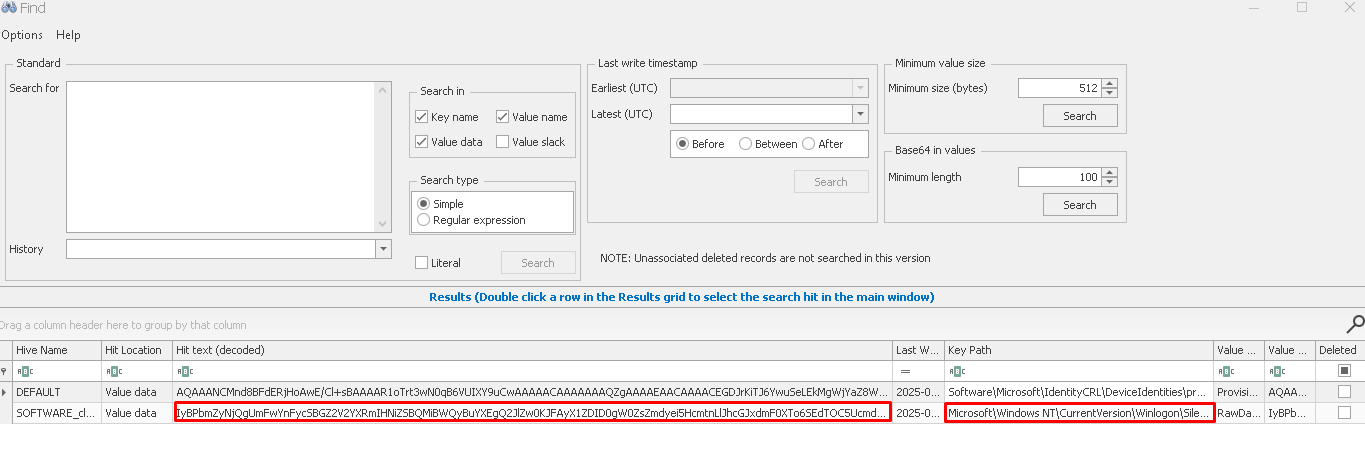 Find
Options Help
Standard
Search for
Search in
Key name Value name
Value data Value slack
Search type
Simple
Regular expression
History
Literal Search
Last write timestamp
Earliest (UTC)
Latest (UTC)
Before Between After
Search
NOTE: Unassociated deleted records are not searched in this version
Minimum value size
Minimum size (bytes) 512
Search
Base64 in values
Minimum length 100
Search
Results (Double click a row in the Results grid to select the search hit in the main window)
Drag a column header here to group by that column
Hive Name Hit Location Hit text (decoded) Last W... Key Path Value ... Value ... Deleted
DEFAULT Value data 2025-0 Software\Microsoft\IdentityCRL\DeviceIdentities\pr... Provisi... AQAA...
SOFTWARE_cl... Value data 2025-0 Microsoft\Windows NT\CurrentVersion\Winlogon\Sile... RawDa... IyBPb...